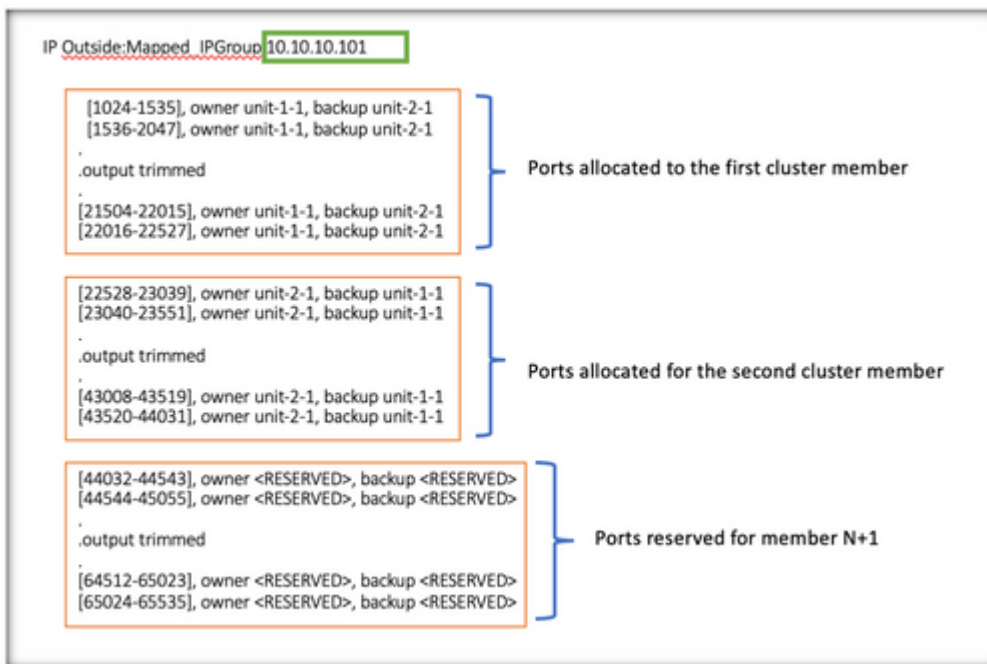 IP Outside:Mapped_IPGroup 10.10.10.101
[1024-1535], owner unit-1-1, backup unit-2-1
[1536-2047], owner unit-1-1, backup unit-2-1
.
.output trimmed
.
[21504-22015], owner unit-1-1, backup unit-2-1
[22016-22527], owner unit-1-1, backup unit-2-1
Ports allocated to the first cluster member
[22528-23039], owner unit-2-1, backup unit-1-1
[23040-23551], owner unit-2-1, backup unit-1-1
.
.output trimmed
.
[43008-43519], owner unit-2-1, backup unit-1-1
[43520-44031], owner unit-2-1, backup unit-1-1
Ports allocated for the second cluster member
[44032-44543], owner <RESERVED>, backup <RESERVED>
[44544-45055], owner <RESERVED>, backup <RESERVED>
.
.output trimmed
.
[64512-65023], owner <RESERVED>, backup <RESERVED>
[65024-65535], owner <RESERVED>, backup <RESERVED>
Ports reserved for member N+1